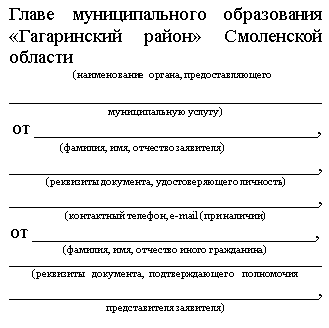 Главе муниципального образования
«Гагаринский район» Смоленской
области
(наименование органа, предоставляющего
муниципальную услугу)
от ,
(фамилия, имя, отчество заявителя)
,
(реквизиты документа, удостоверяющего личность)
,
(контактный телефон, e-mail (при наличии)
от ,
(фамилия, имя, отчество иного гражданина)
(реквизиты документа, подтверждающего полномочия
,
представителя заявителя)